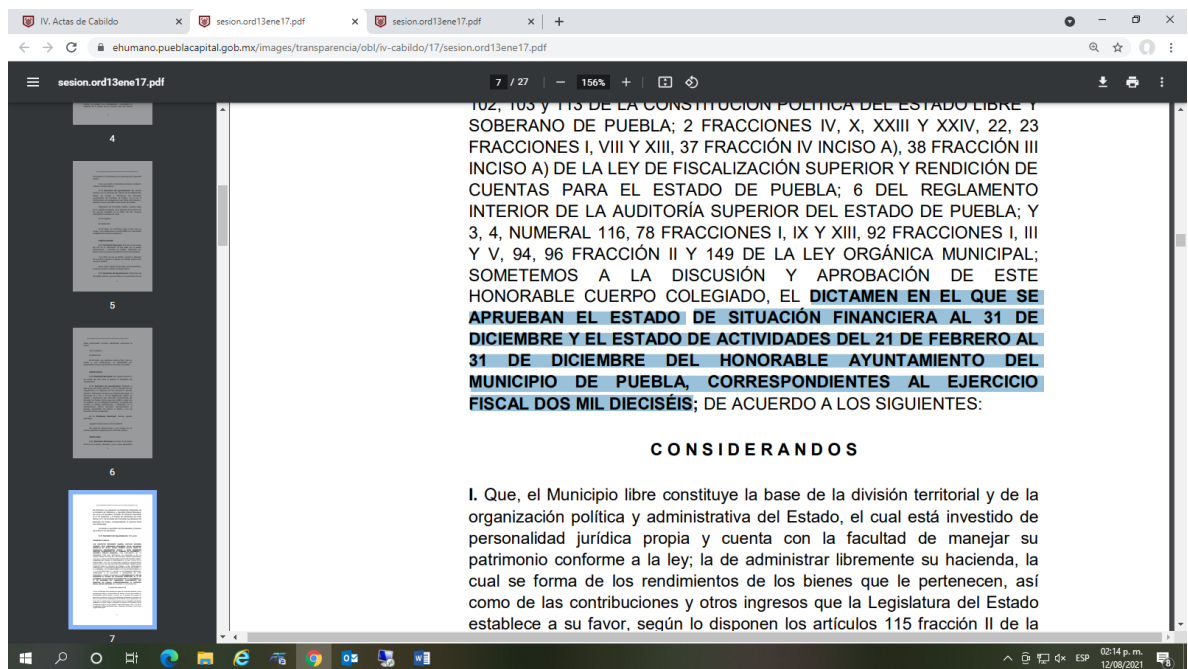 IV. Actas de Cabildo
sesion.ord13ene17.pdf
sesion.ord13ene17.pdf
ehumano.pueblacapital.gob.mx/images/transparencia/obl/iv-cabildo/17/sesion.ord13ene17.pdf
sesion.ord13ene17.pdf
7 / 27
156%
4
5
6
7
102, 103 y 113 DE LA CONSTITUCIÓN POLÍTICA DEL ESTADO LIBRE Y
SOBERANO DE PUEBLA; 2 FRACCIONES IV, X, XXIII Y XXIV, 22, 23
FRACCIONES I, VIII Y XIII, 37 FRACCIÓN IV INCISO A), 38 FRACCIÓN III
INCISO A) DE LA LEY DE FISCALIZACIÓN SUPERIOR Y RENDICIÓN DE
CUENTAS PARA EL ESTADO DE PUEBLA; 6 DEL REGLAMENTO
INTERIOR DE LA AUDITORÍA SUPERIOR DEL ESTADO DE PUEBLA; Y
3, 4, NUMERAL 116, 78 FRACCIONES I, IX Y XIII, 92 FRACCIONES I, III
Y V, 94, 96 FRACCIÓN II Y 149 DE LA LEY ORGÁNICA MUNICIPAL;
SOMETEMOS A LA DISCUSIÓN Y APROBACIÓN DE ESTE
HONORABLE CUERPO COLEGIADO, EL DICTAMEN EN EL QUE SE
APRUEBAN EL ESTADO DE SITUACIÓN FINANCIERA AL 31 DE
DICIEMBRE Y EL ESTADO DE ACTIVIDADES DEL 21 DE FEBRERO AL
31 DE DICIEMBRE DEL HONORABLE AYUNTAMIENTO DEL
MUNICIPIO DE PUEBLA, CORRESPONDIENTES AL EJERCICIO
FISCAL DOS MIL DIECISÉIS; DE ACUERDO A LOS SIGUIENTES:
C O N S I D E R A N D O S
I. Que, el Municipio libre constituye la base de la división territorial y de la
organización política y administrativa del Estado, el cual está investido de
personalidad jurídica propia y cuenta con la facultad de manejar su
patrimonio conforme a la ley; la de administrar libremente su hacienda, la
cual se forma de los rendimientos de los bienes que le pertenecen, así
como de las contribuciones y otros ingresos que la Legislatura del Estado
establece a su favor, según lo disponen los artículos 115 fracción II de la
ESP
02:14 p. m.
12/08/2021